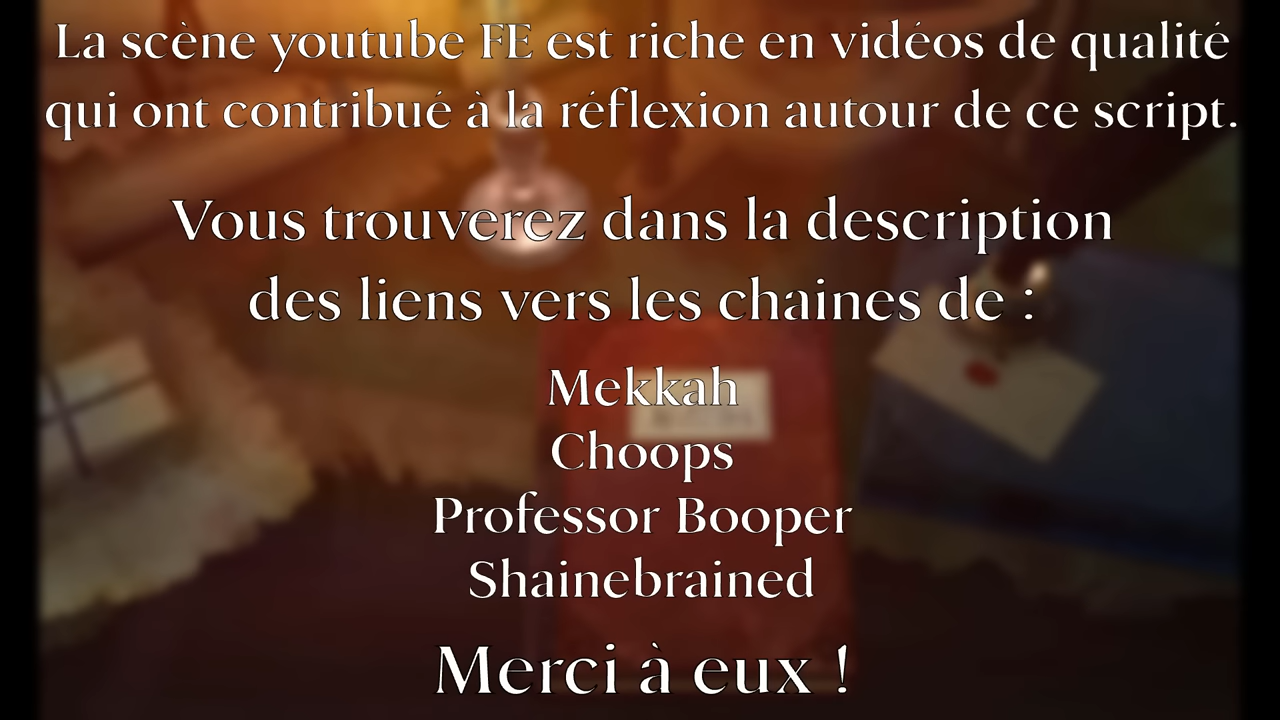 La scène youtube FE est riche en vidéos de qualité
qui ont contribué à la réflexion autour de ce script.
Vous trouverez dans la description
des liens vers les chaines de :
Mekkah
Choops
Professor Booper
Shainebrained
Merci à eux !